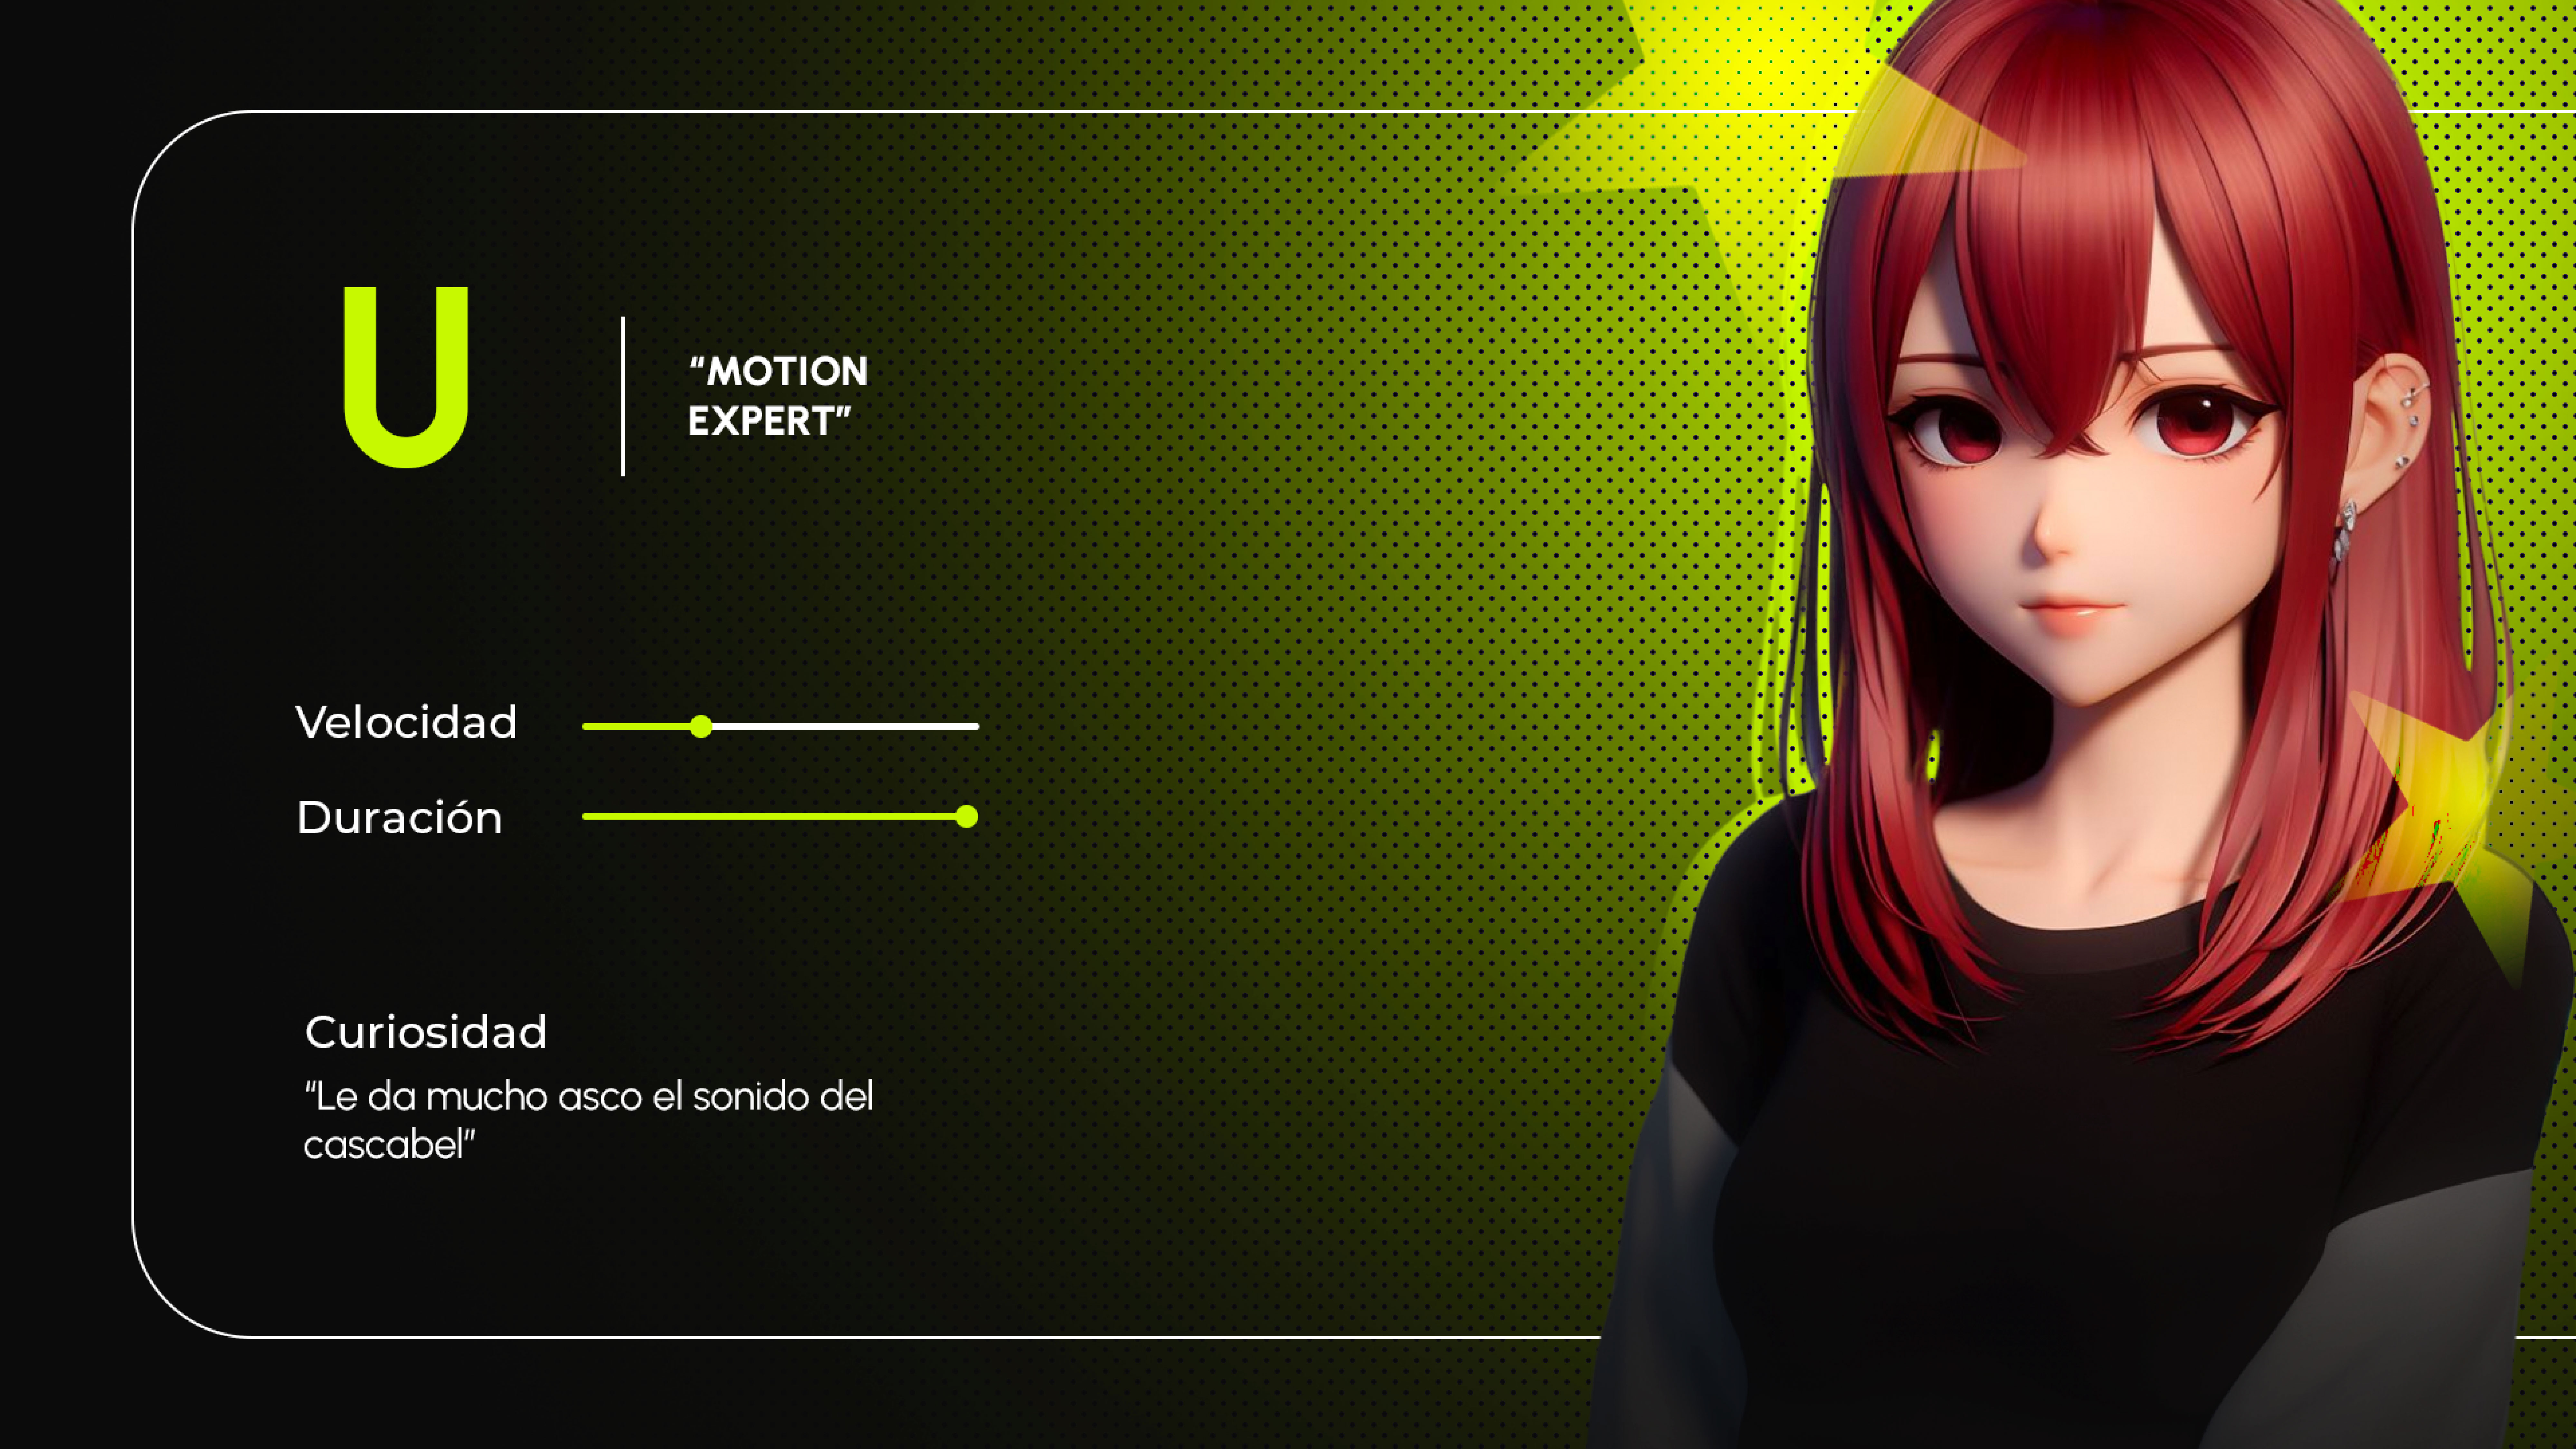 U
“MOTION
EXPERT”
Velocidad
Duración
Curiosidad
“Le da mucho asco el sonido del
cascabel”